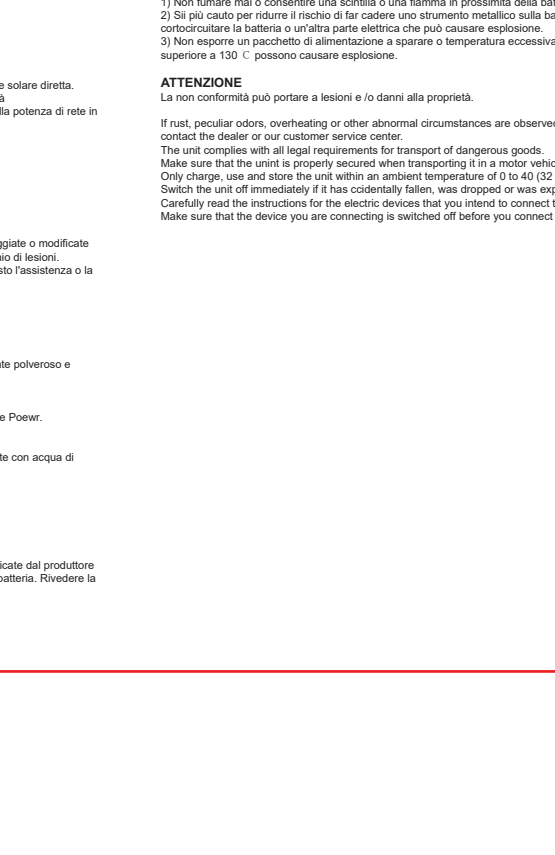 e solare diretta.
à
lla potenza di rete in
ggiate o modificate
io di lesioni.
sto l'assistenza o la
te polveroso e
e Poewr.
te con acqua di
icate dal produttore
batteria. Rivedere la
1) Non fumare mai o consentire una scintilla o una fiamma in prossimità della bat
2) Sii più cauto per ridurre il rischio di far cadere uno strumento metallico sulla ba
cortocircuitare la batteria o un'altra parte elettrica che può causare esplosione.
3) Non esporre un pacchetto di alimentazione a sparare o temperatura eccessiva
superiore a 130 ℃ possono causare esplosione.
ATTENZIONE
La non conformità può portare a lesioni e /o danni alla proprietà.
If rust, peculiar odors, overheating or other abnormal circumstances are observed
contact the dealer or our customer service center.
The unit complies with all legal requirements for transport of dangerous goods.
Make sure that the unint is properly secured when transporting it in a motor vehic
Only charge, use and store the unit within an ambient temperature of 0 to 40 (32
Switch the unit off immediately if it has ccidentally fallen, was dropped or was exp
Carefully read the instructions for the electric devices that you intend to connect t
Make sure that the device you are connecting is switched off before you connect